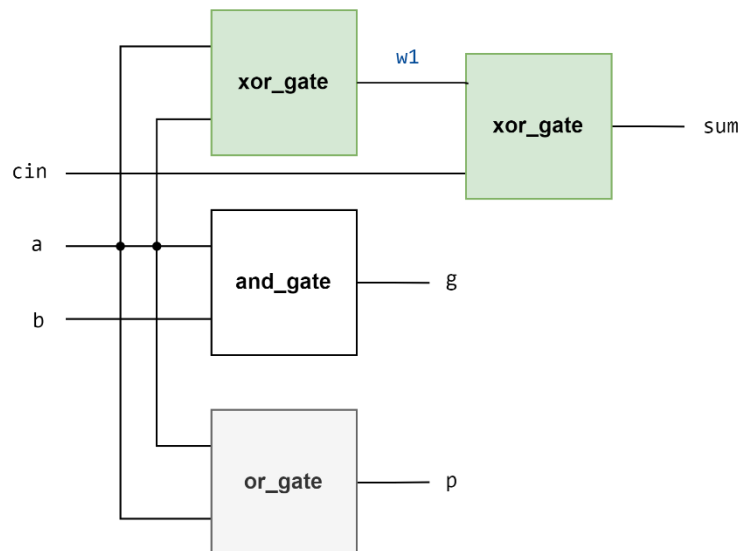 w1
xor_gate
xor_gate
sum
cin
a
and_gate
g
b
or_gate
p